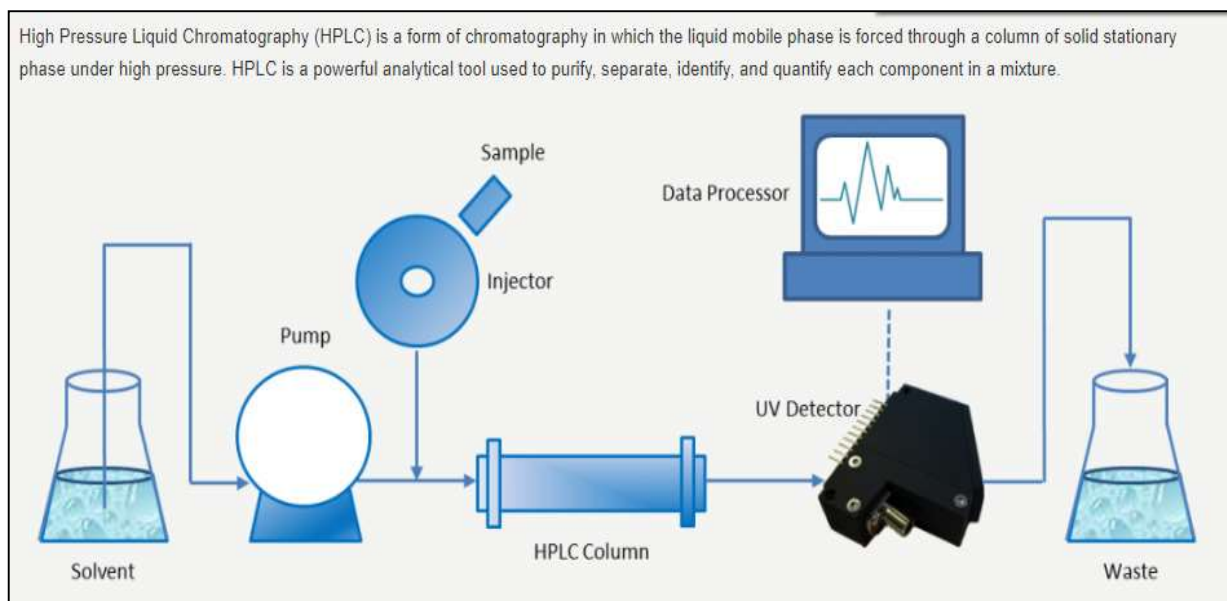 High Pressure Liquid Chromatography (HPLC) is a form of chromatography in which the liquid mobile phase is forced through a column of solid stationary
phase under high pressure. HPLC is a powerful analytical tool used to purify, separate, identify, and quantify each component in a mixture.
Sample
Data Processor
Injector
Pump
UV Detector
HPLC Column
Solvent
Waste